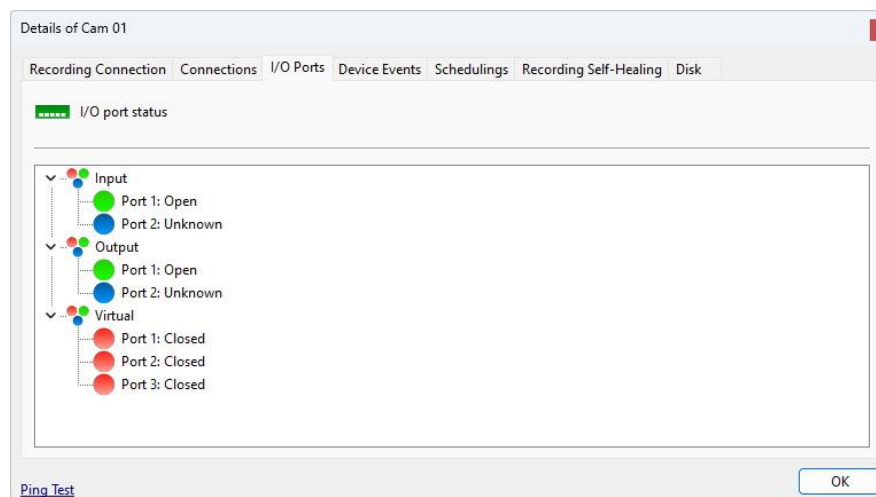 Details of Cam 01
Recording Connection Connections I/O Ports Device Events Schedulings Recording Self-Healing Disk
I/O port status
Input
Port 1: Open
Port 2: Unknown
Output
Port 1: Open
Port 2: Unknown
Virtual
Port 1: Closed
Port 2: Closed
Port 3: Closed
Ping Test
OK